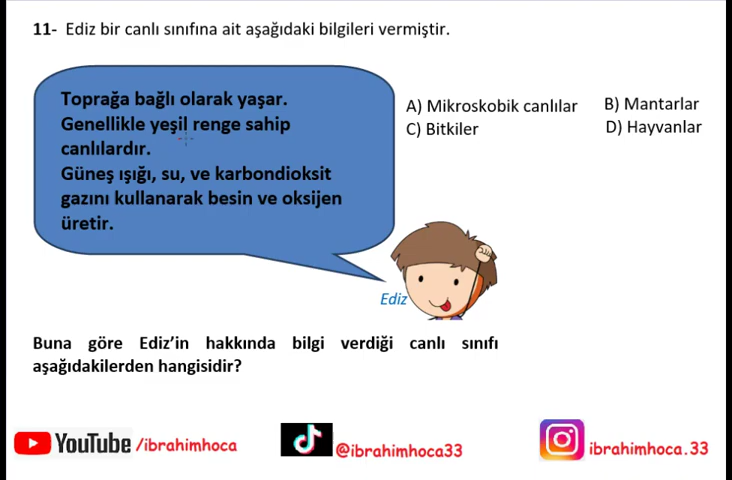 11- Ediz bir canlı sınıfına ait aşağıdaki bilgileri vermiştir.
Toprağa bağlı olarak yaşar.
Genellikle yeşil renge sahip
canlılardır.
Güneş ışığı, su, ve karbondioksit
gazını kullanarak besin ve oksijen
üretir.
A) Mikroskobik canlılar B) Mantarlar
C) Bitkiler D) Hayvanlar
Ediz
Buna göre Ediz’in hakkında bilgi verdiği canlı sınıfı
aşağıdakilerden hangisidir?
YouTube /ibrahimhoca
@ibrahimhoca33
ibrahimhoca.33